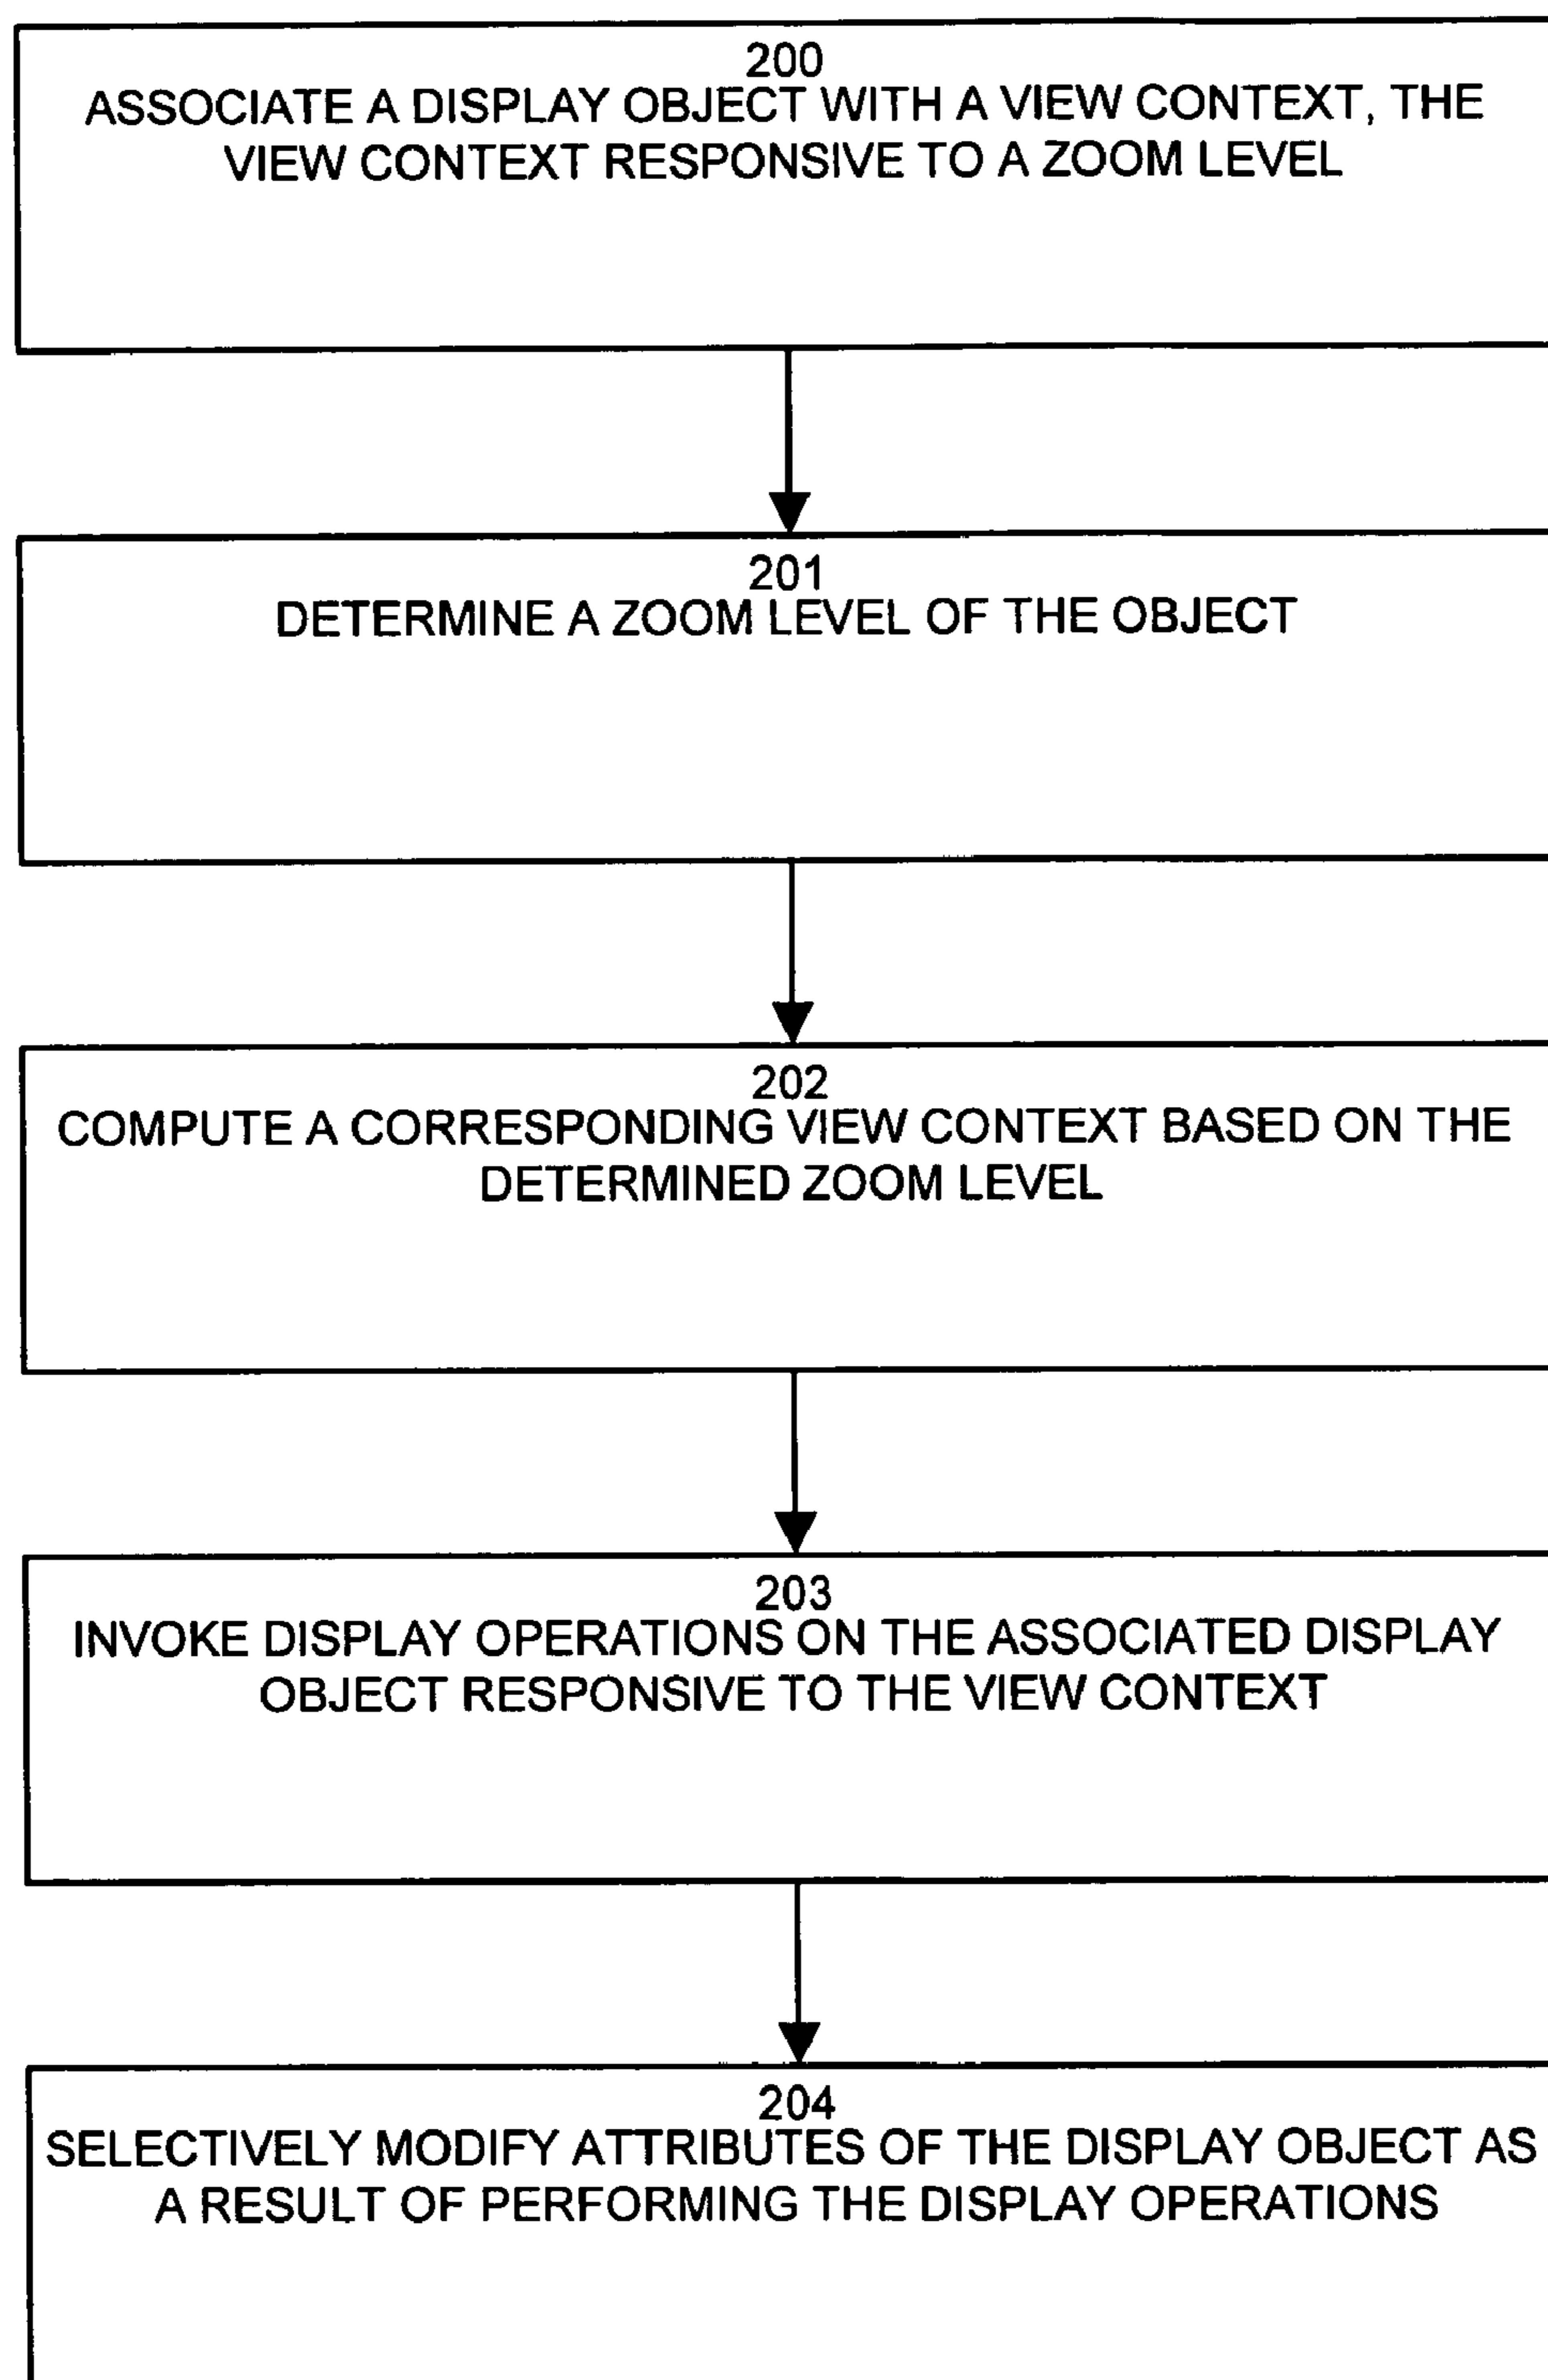 200
ASSOCIATE A DISPLAY OBJECT WITH A VIEW CONTEXT, THE
VIEW CONTEXT RESPONSIVE TO A ZOOM LEVEL
201
DETERMINE A ZOOM LEVEL OF THE OBJECT
202
COMPUTE A CORRESPONDING VIEW CONTEXT BASED ON THE
DETERMINED ZOOM LEVEL
203
INVOKE DISPLAY OPERATIONS ON THE ASSOCIATED DISPLAY
OBJECT RESPONSIVE TO THE VIEW CONTEXT
204
SELECTIVELY MODIFY ATTRIBUTES OF THE DISPLAY OBJECT AS
A RESULT OF PERFORMING THE DISPLAY OPERATIONS